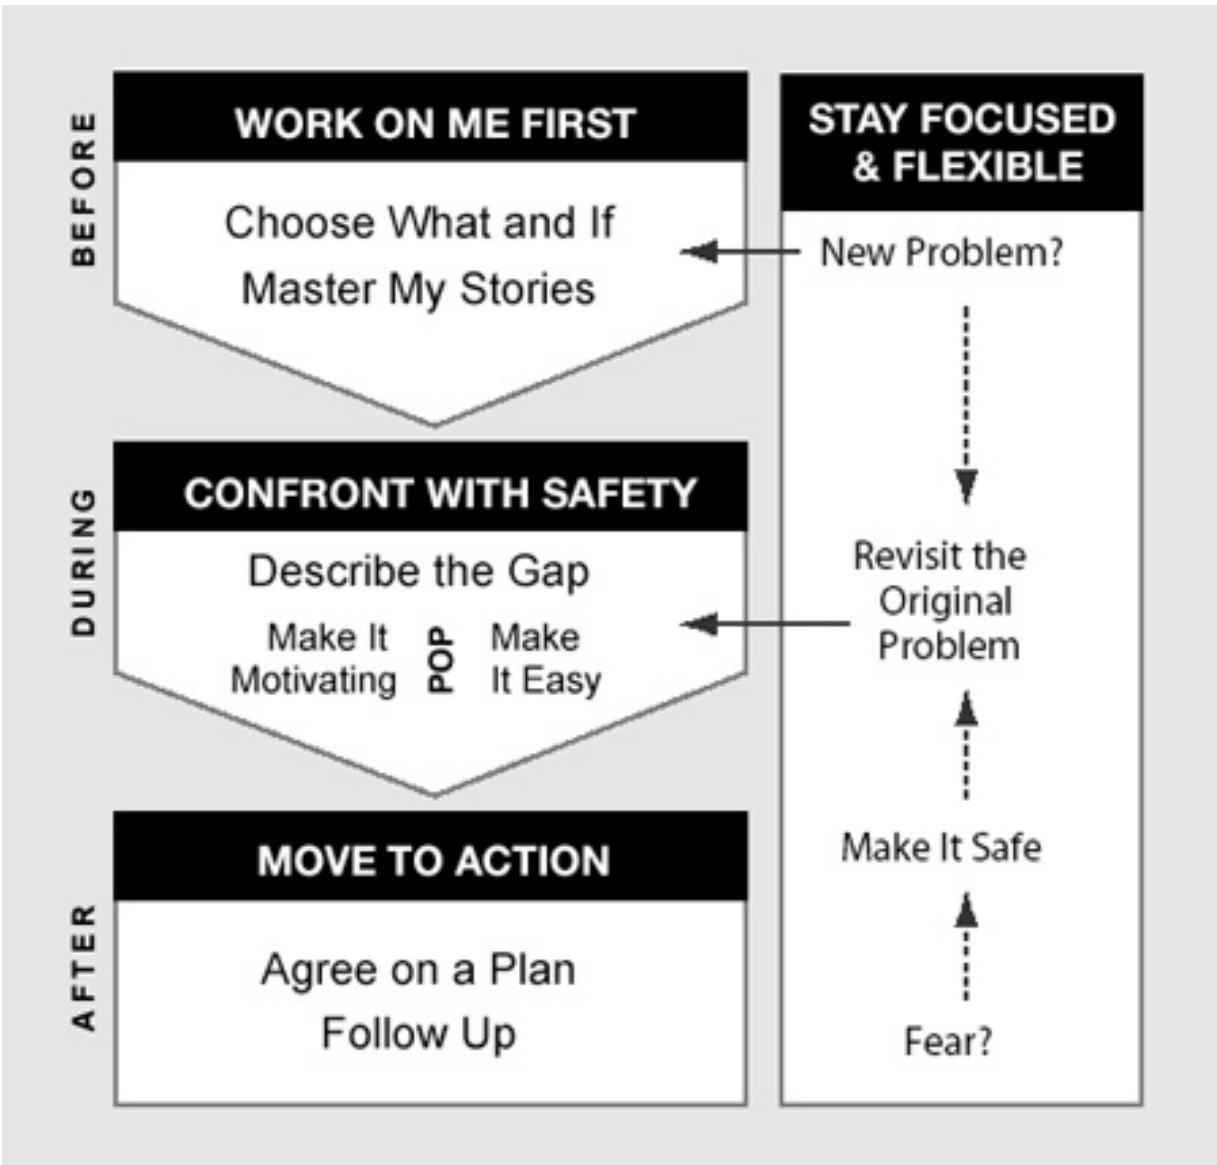 BEFORE
WORK ON ME FIRST
Choose What and If
Master My Stories
DURING
CONFRONT WITH SAFETY
Describe the Gap
Make It
Motivating
POP
Make
It Easy
AFTER
MOVE TO ACTION
Agree on a Plan
Follow Up
STAY FOCUSED
& FLEXIBLE
New Problem?
Revisit the
Original
Problem
Make It Safe
Fear?